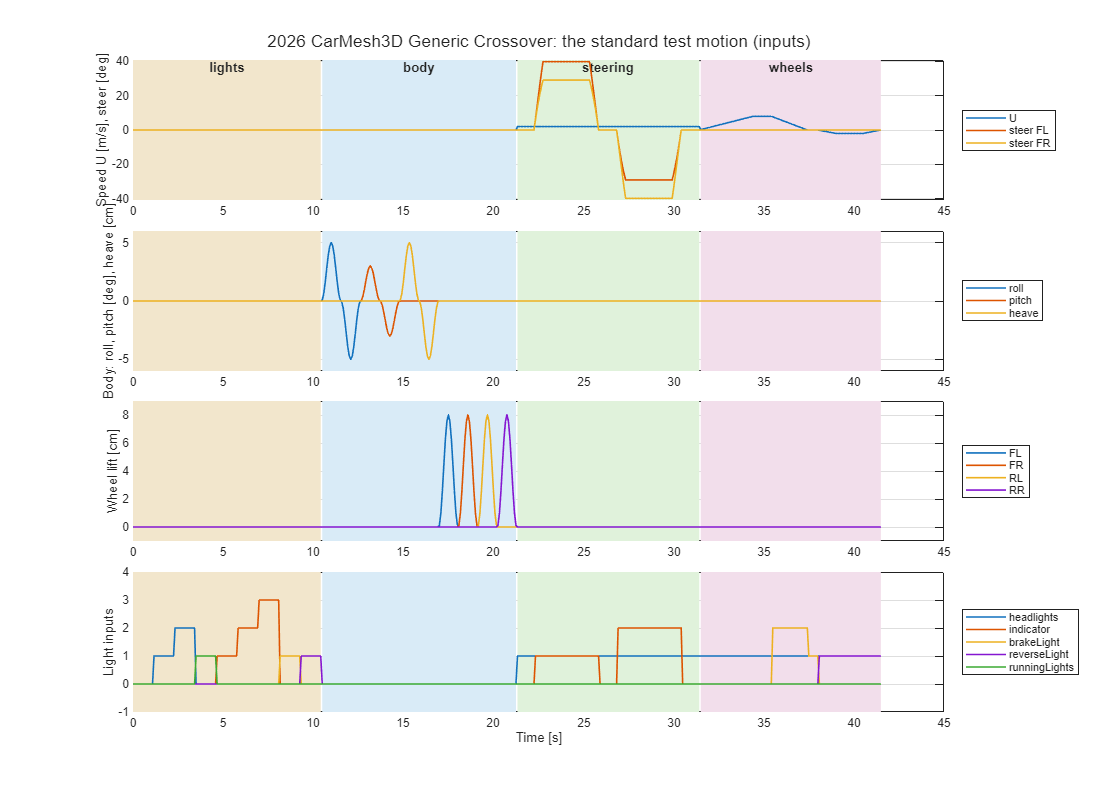 2026 CarMesh3D Generic Crossover: the standard test motion (inputs)
lights body steering wheels
Speed U [m/s], steer [deg]
40
20
0
-20
-40
0 5 10 15 20 25 30 35 40 45
U
steer FL
steer FR
Body: roll, pitch [deg], heave [cm]
5
0
-5
0 5 10 15 20 25 30 35 40 45
roll
pitch
heave
Wheel lift [cm]
8
6
4
2
0
0 5 10 15 20 25 30 35 40 45
FL
FR
RL
RR
Light inputs
4
3
2
1
0
-1
0 5 10 15 20 25 30 35 40 45
Time [s]
headlights
indicator
brakeLight
reverseLight
runningLights